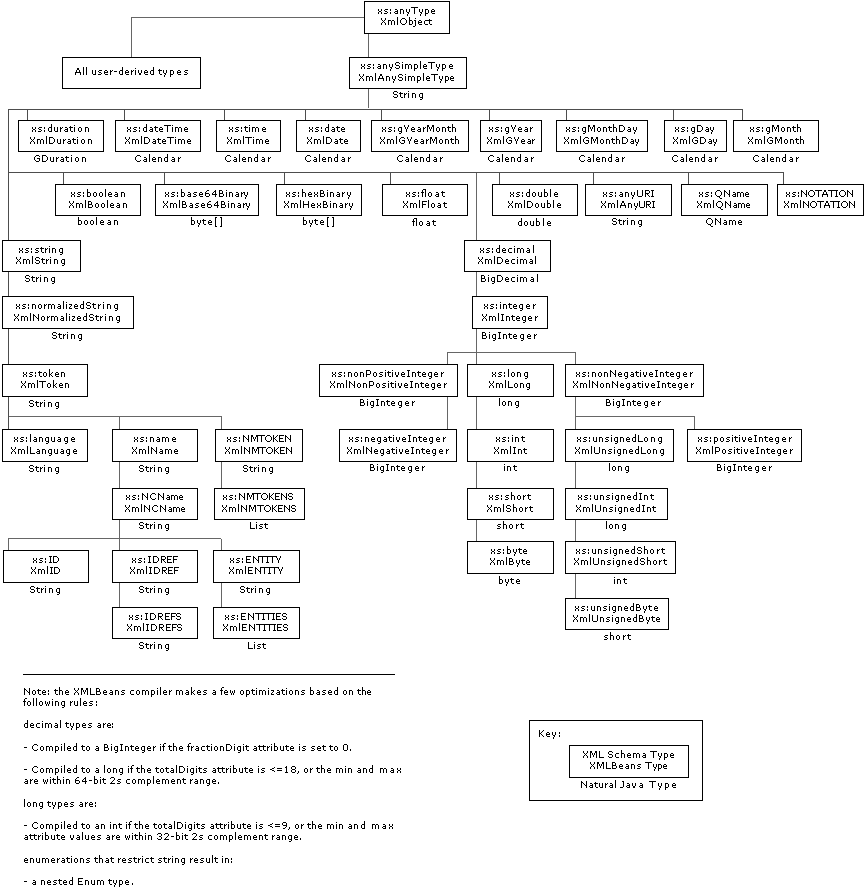 xs:anyType
XmlObject
All user-derived types
xs:anySimpleType
XmlAnySimpleType
String
xs:duration
XmlDuration
GDuration
xs:dateTime
XmlDateTime
Calendar
xs:time
XmlTime
Calendar
xs:date
XmlDate
Calendar
xs:gYearMonth
XmlGYearMonth
Calendar
xs:gYear
XmlGYear
Calendar
xs:gMonthDay
XmlGMonthDay
Calendar
xs:gDay
XmlGDay
Calendar
xs:gMonth
XmlGMonth
Calendar
xs:boolean
XmlBoolean
boolean
xs:base64Binary
XmlBase64Binary
byte[]
xs:hexBinary
XmlHexBinary
byte[]
xs:float
XmlFloat
float
xs:double
XmlDouble
double
xs:anyURI
XmlAnyURI
String
xs:QName
XmlQName
QName
xs:NOTATION
XmlNOTATION
xs:string
XmlString
String
xs:decimal
XmlDecimal
BigDecimal
xs:normalizedString
XmlNormalizedString
String
xs:integer
XmlInteger
BigInteger
xs:token
XmlToken
String
xs:nonPositiveInteger
XmlNonPositiveInteger
BigInteger
xs:long
XmlLong
long
xs:nonNegativeInteger
XmlNonNegativeInteger
BigInteger
xs:language
XmlLanguage
String
xs:name
XmlName
String
xs:NMTOKEN
XmlNMTOKEN
String
xs:negativeInteger
XmlNegativeInteger
BigInteger
xs:int
XmlInt
int
xs:unsignedLong
XmlUnsignedLong
long
xs:positiveInteger
XmlPositiveInteger
BigInteger
xs:NCName
XmlNCName
String
xs:NMTOKENS
XmlNMTOKENS
List
xs:short
XmlShort
short
xs:unsignedInt
XmlUnsignedInt
long
xs:ID
XmlID
String
xs:IDREF
XmlIDREF
String
xs:ENTITY
XmlENTITY
String
xs:byte
XmlByte
byte
xs:unsignedShort
XmlUnsignedShort
int
xs:IDREFS
XmlIDREFS
String
xs:ENTITIES
XmlENTITIES
List
xs:unsignedByte
XmlUnsignedByte
short
Note: the XMLBeans compiler makes a few optimizations based on the
following rules:
decimal types are:
- Compiled to a BigInteger if the fractionDigit attribute is set to 0.
- Compiled to a long if the totalDigits attribute is <=18, or the min and max
are within 64-bit 2s complement range.
long types are:
- Compiled to an int if the totalDigits attribute is <=9, or the min and max
attribute values are within 32-bit 2s complement range.
enumerations that restrict string result in:
- a nested Enum type.
Key:
XML Schema Type
XMLBeans Type
Natural Java Type